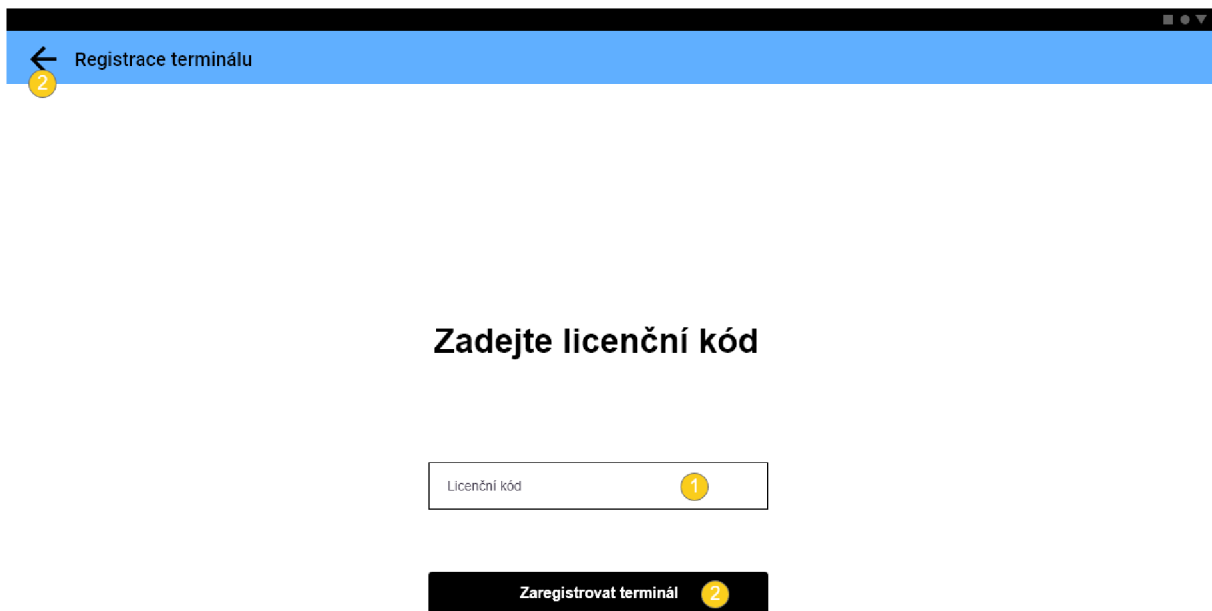 Registrace terminálu
2
Zadejte licenční kód
Licenční kód 1
Zaregistrovat terminál 2